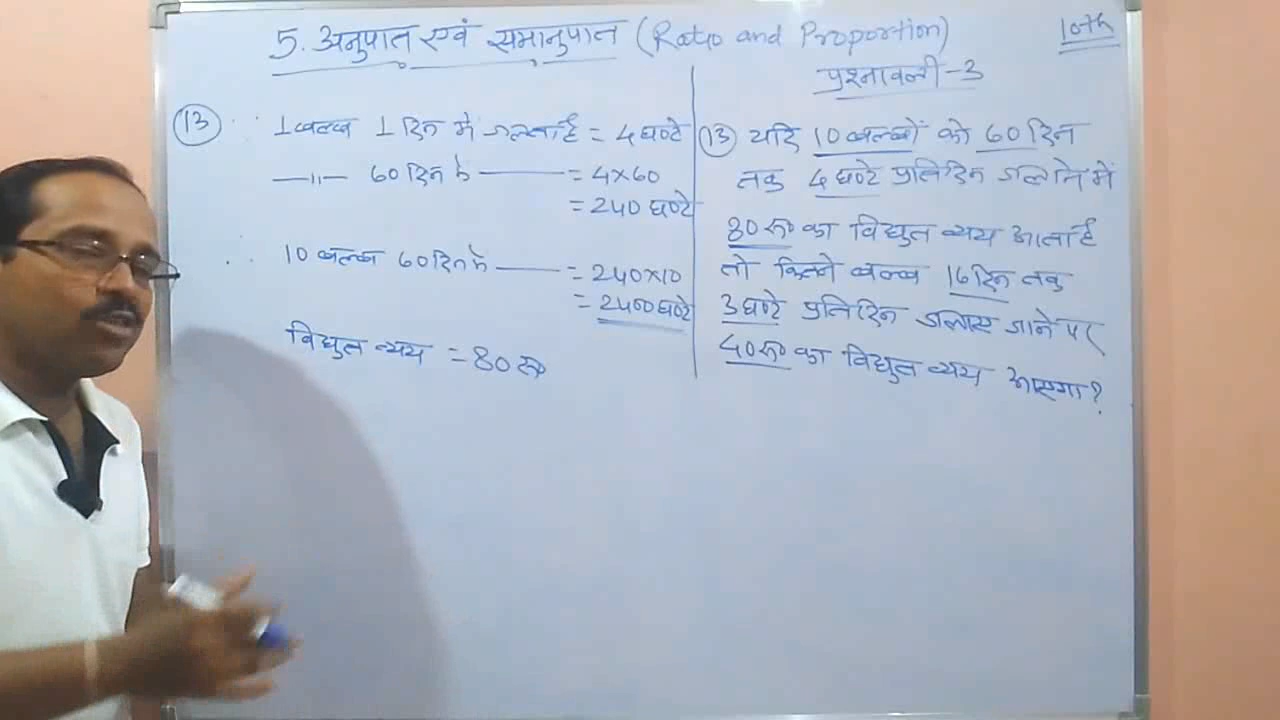 5. अनुपात एवं समानुपात (Ratio and Proportion)
10th
प्रश्नावली-3
13
1 बल्ब 1 दिन में जलता है = 4 घण्टे
—〃— 60 दिन में —— = 4×60
= 240 घण्टे
10 बल्ब 60 दिन में —— = 240×10
= 2400 घण्टे
विद्युत व्यय = 80 रू
13 यदि 10 बल्बों को 60 दिन
तक 4 घण्टे प्रतिदिन जलाने में
80 रू का विद्युत व्यय आता है
तो कितने बल्ब 16 दिन तक
3 घण्टे प्रतिदिन जलाए जाने पर
40 रू का विद्युत व्यय आएगा?